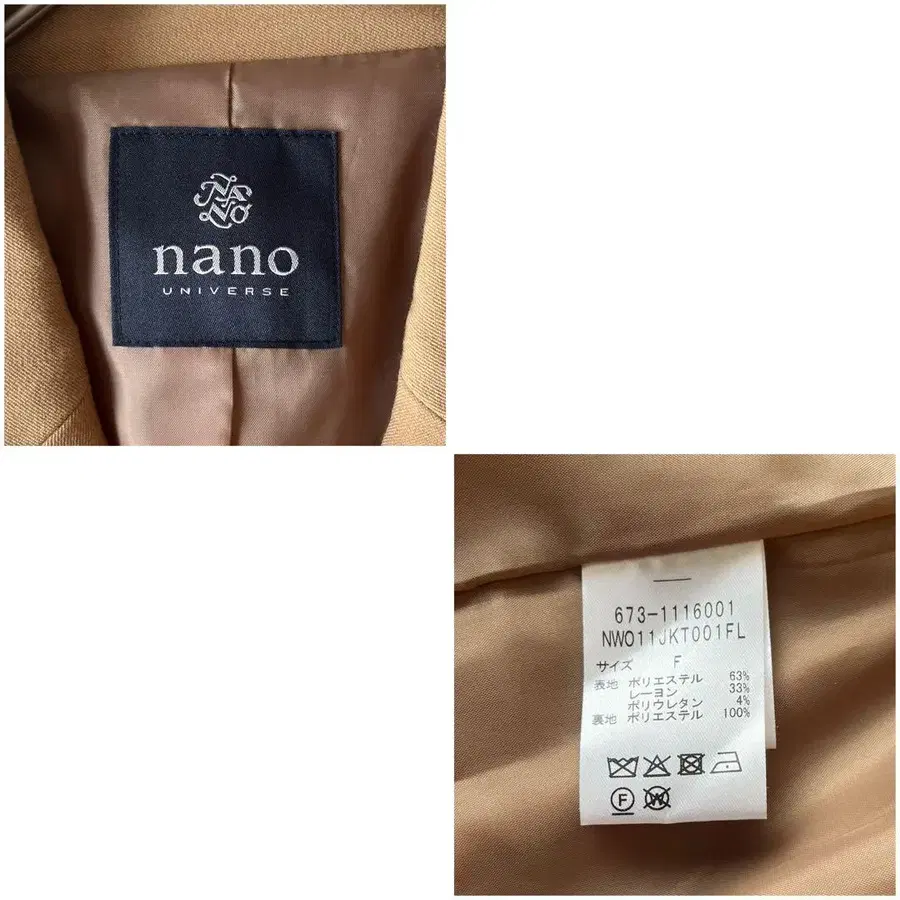 nano
UNIVERSE
673-1116001
NW011JKT001FL
サイズ F
表地 ポリエステル 63%
レーヨン 33%
ポリウレタン 4%
裏地 ポリエステル 100%
F
W